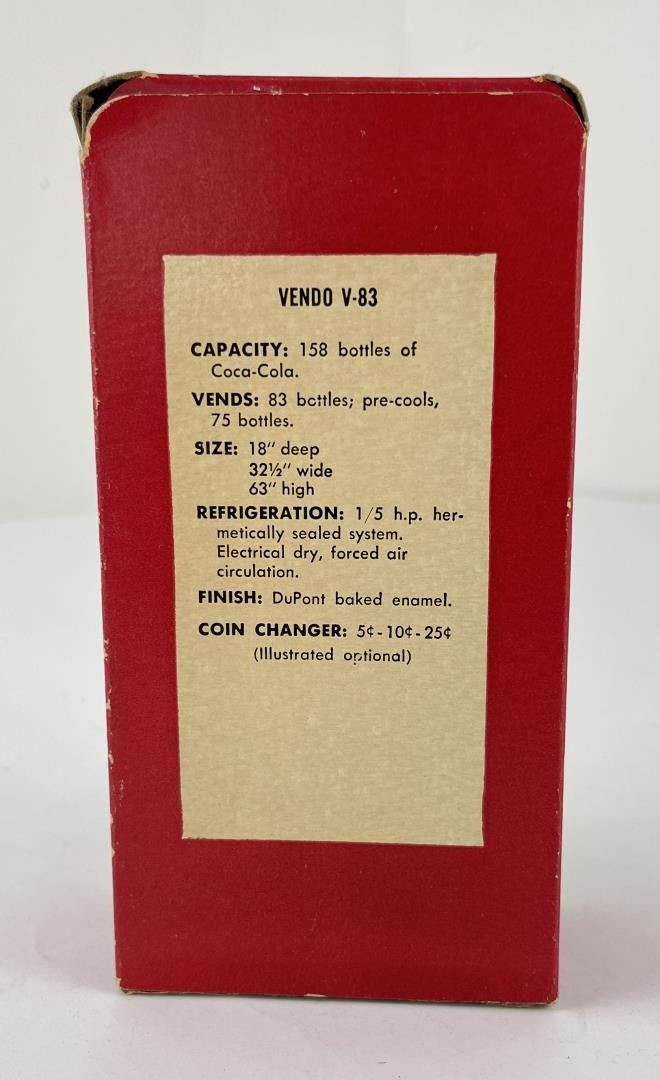 VENDO V-83
CAPACITY: 158 bottles of
Coca-Cola.
VENDS: 83 bottles; pre-cools,
75 bottles.
SIZE: 18" deep
32½" wide
63" high
REFRIGERATION: 1/5 h.p. her-
metically sealed system.
Electrical dry, forced air
circulation.
FINISH: DuPont baked enamel.
COIN CHANGER: 5¢-10¢-25¢
(Illustrated optional)